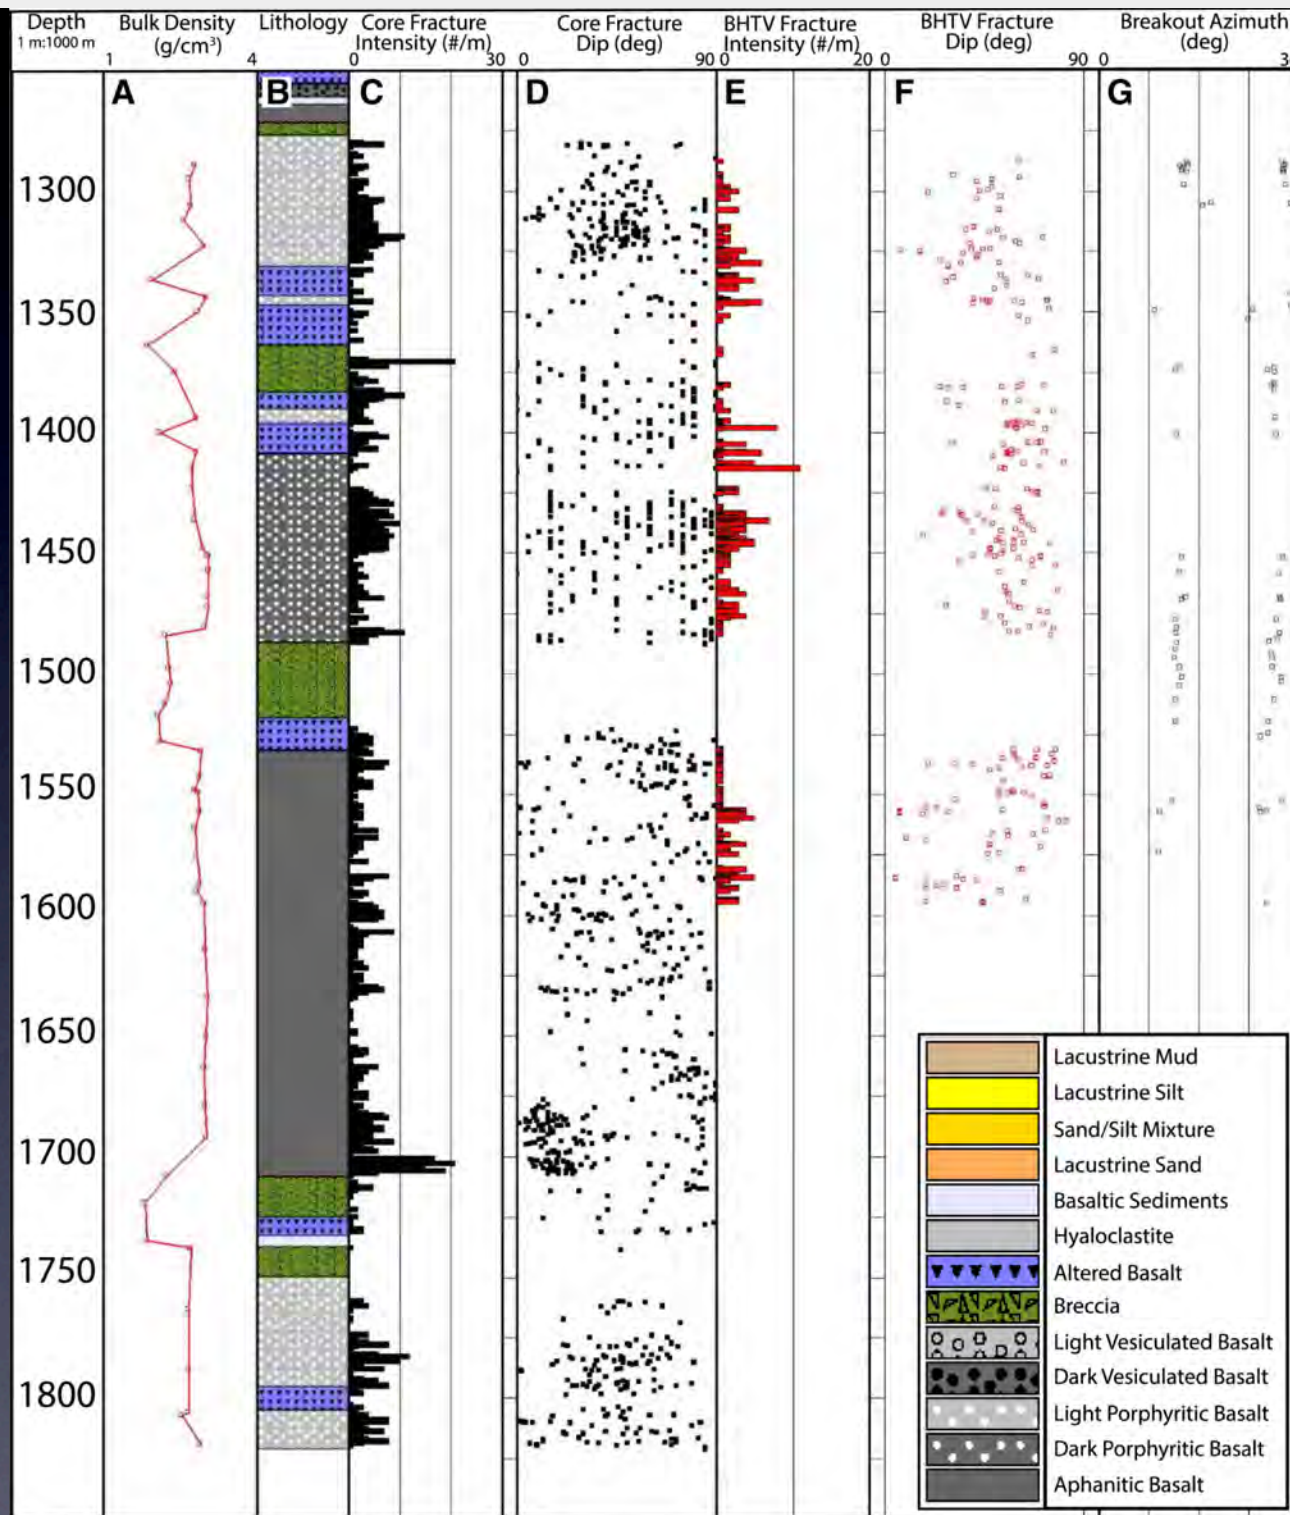 Depth
1 m:1000 m
Bulk Density
(g/cm³)
1 4
Lithology
Core Fracture
Intensity (#/m)
0 30
Core Fracture
Dip (deg)
0 90
BHTV Fracture
Intensity (#/m)
0 20
BHTV Fracture
Dip (deg)
0 90
Breakout Azimuth
(deg)
0 3
A B C D E F G
1300
1350
1400
1450
1500
1550
1600
1650
1700
1750
1800
Lacustrine Mud
Lacustrine Silt
Sand/Silt Mixture
Lacustrine Sand
Basaltic Sediments
Hyaloclastite
Altered Basalt
Breccia
Light Vesiculated Basalt
Dark Vesiculated Basalt
Light Porphyritic Basalt
Dark Porphyritic Basalt
Aphanitic Basalt